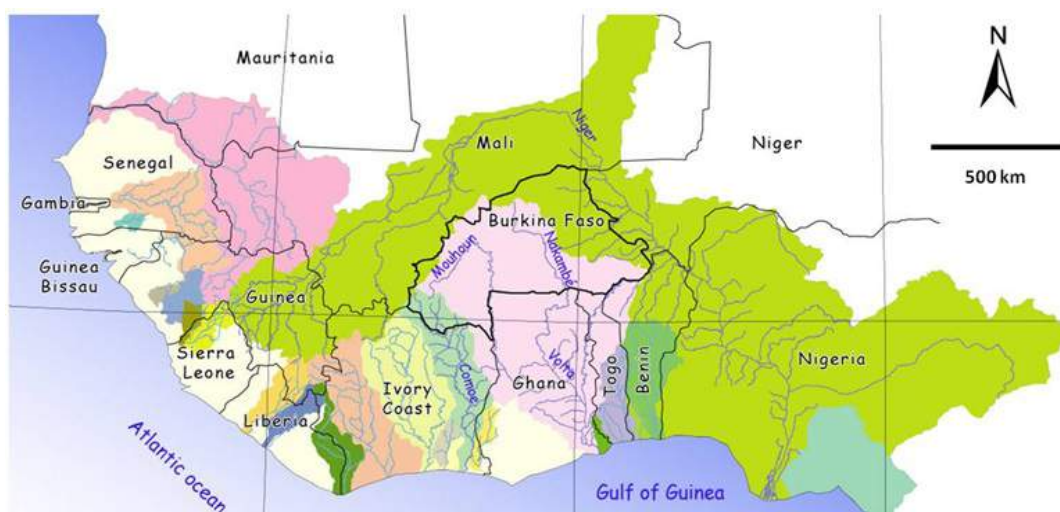 N
Mauritania
Niger
Mali
Niger
500 km
Senegal
Gambia
Burkina Faso
Mouhoun
Nakambé
Guinea
Bissau
Guinea
Sierra
Leone
Nigeria
Volta
Togo
Benin
Ivory
Coast
Comoe
Ghana
Liberia
Atlantic ocean
Gulf of Guinea